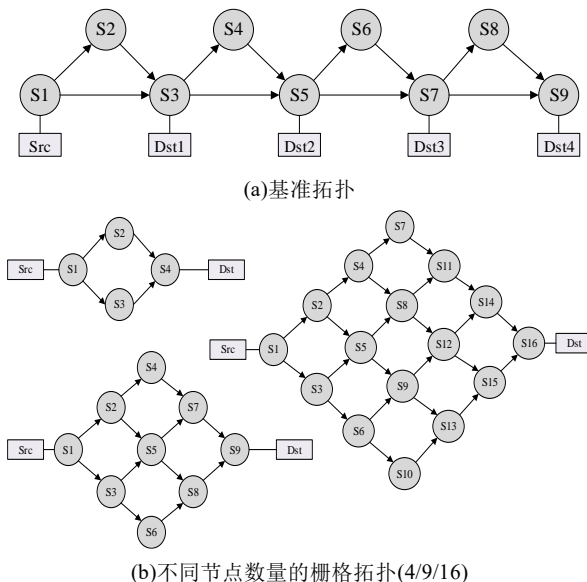 S2 S4 S6 S8
S1 S3 S5 S7 S9
Src Dst1 Dst2 Dst3 Dst4
(a)基准拓扑
S2
Src S1 S4 Dst
S3
S4
S2 S7
Src S1 S5 S9 Dst
S3 S8
S6
S7
S4 S11
S2 S8 S14
Src S1 S5 S12 S16 Dst
S3 S9 S15
S6 S13
S10
(b)不同节点数量的栅格拓扑(4/9/16)